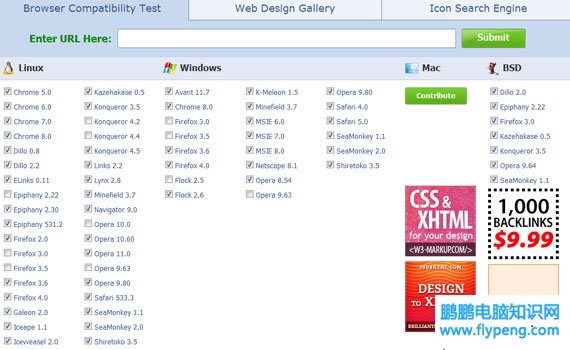 Browser Compatibility Test
Web Design Gallery
Icon Search Engine
Enter URL Here:
Submit
Linux
Windows
Mac
BSD
Chrome 5.0
Chrome 6.0
Chrome 7.0
Chrome 8.0
Dillo 0.8
Dillo 2.2
ELinks 0.11
Epiphany 2.22
Epiphany 2.30
Epiphany 531.2
Firefox 2.0
Firefox 3.0
Firefox 3.5
Firefox 3.6
Firefox 4.0
Galeon 2.0
Iceape 1.1
Iceweasel 2.0
Kazehakase 0.5
Konqueror 3.5
Konqueror 4.2
Konqueror 4.4
Konqueror 4.5
Links 2.2
Lynx 2.8
Minefield 3.7
Navigator 9.0
Opera 10.0
Opera 10.60
Opera 11.0
Opera 9.63
Opera 9.80
Safari 533.3
SeaMonkey 1.1
SeaMonkey 2.0
Shiretoko 3.5
Avant 11.7
Chrome 8.0
Firefox 3.0
Firefox 3.5
Firefox 3.6
Firefox 4.0
Flock 2.5
Flock 2.6
K-Meleon 1.5
Minefield 3.7
MSIE 6.0
MSIE 7.0
MSIE 8.0
Netscape 8.1
Opera 8.54
Opera 9.63
Opera 9.80
Safari 4.0
Safari 5.0
SeaMonkey 1.1
SeaMonkey 2.0
Shiretoko 3.5
Contribute
Dillo 2.0
Epiphany 2.22
Firefox 3.0
Kazehakase 0.5
Konqueror 3.5
Opera 9.64
SeaMonkey 1.1
CSS &
XHTML
for your design
<W3-MARKUP.COM/>
1,000
BACKLINKS
$9.99
PSD2HTML.COM
DESIGN
鹏鹏电脑知识网
www.flypeng.com